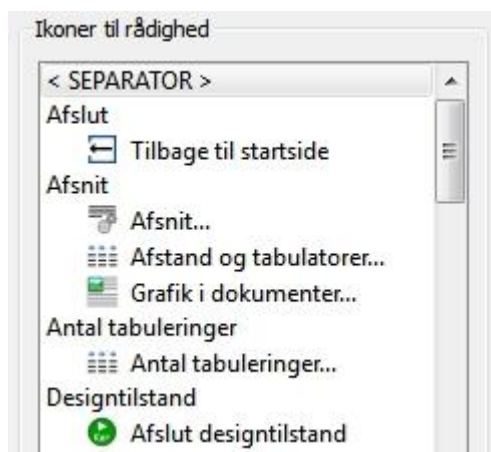 Ikoner til rådighed
< SEPARATOR >
Afslut
Tilbage til startside
Afsnit
Afsnit...
Afstand og tabulatorer...
Grafik i dokumenter...
Antal tabuleringer
Antal tabuleringer...
Designtilstand
Afslut designtilstand